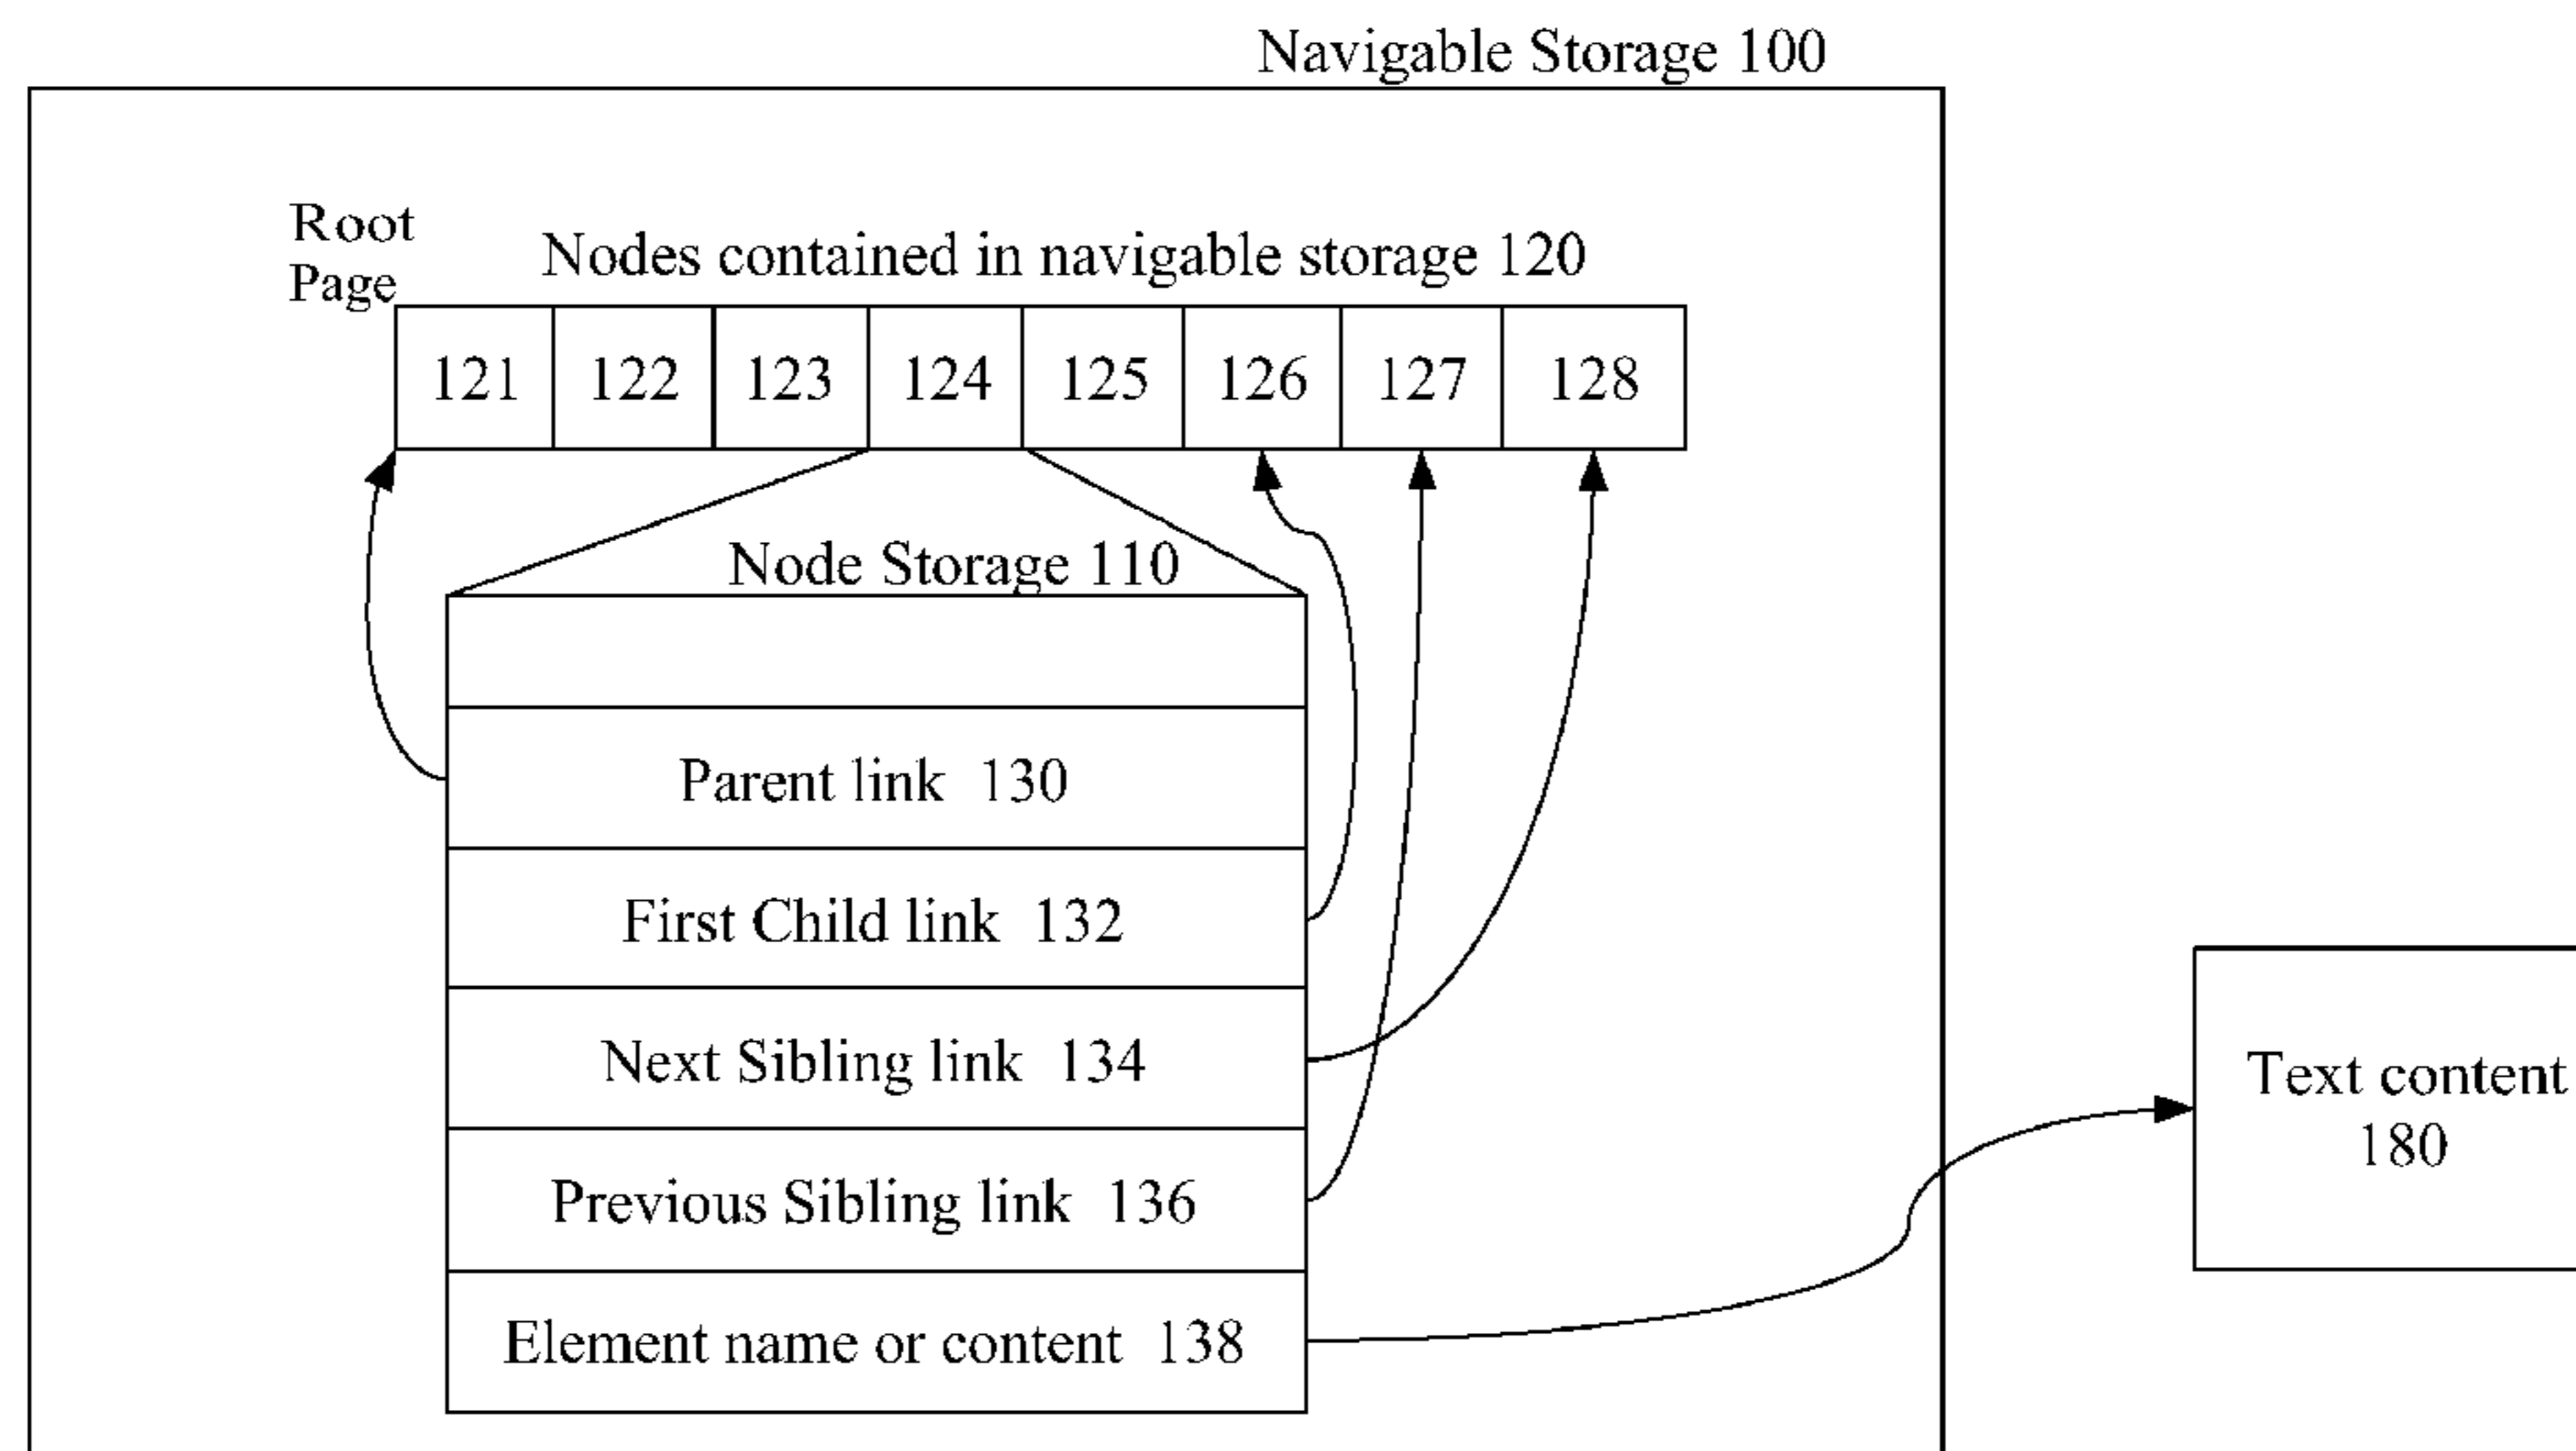 Navigable Storage 100
Root
Page
Nodes contained in navigable storage 120
121 122 123 124 125 126 127 128
Node Storage 110
Parent link 130
First Child link 132
Next Sibling link 134
Previous Sibling link 136
Element name or content 138
Text content
180